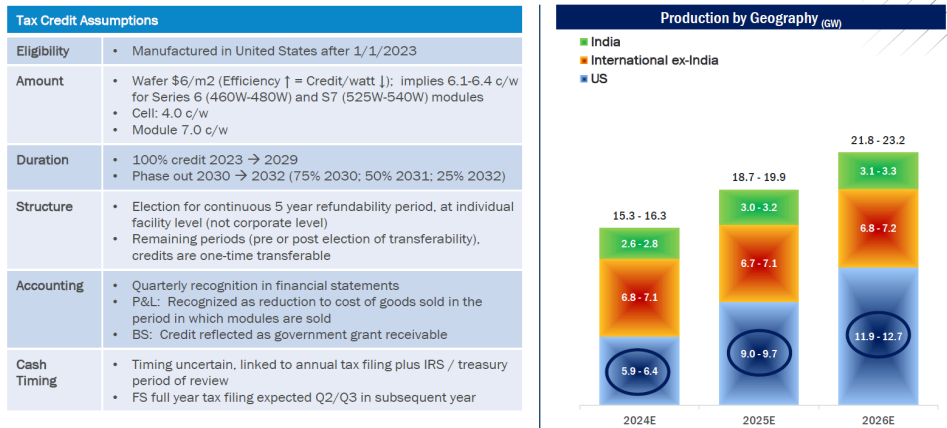 Tax Credit Assumptions
Eligibility
• Manufactured in United States after 1/1/2023
Amount
• Wafer $6/m2 (Efficiency ↑ = Credit/watt ↓); implies 6.1-6.4 c/w
for Series 6 (460W-480W) and S7 (525W-540W) modules
• Cell: 4.0 c/w
• Module 7.0 c/w
Duration
• 100% credit 2023 → 2029
• Phase out 2030 → 2032 (75% 2030; 50% 2031; 25% 2032)
Structure
• Election for continuous 5 year refundability period, at individual
facility level (not corporate level)
• Remaining periods (pre or post election of transferability),
credits are one-time transferable
Accounting
• Quarterly recognition in financial statements
• P&L: Recognized as reduction to cost of goods sold in the
period in which modules are sold
• BS: Credit reflected as government grant receivable
Cash
Timing
• Timing uncertain, linked to annual tax filing plus IRS / treasury
period of review
• FS full year tax filing expected Q2/Q3 in subsequent year
Production by Geography (GW)
India
International ex-India
US
15.3 - 16.3
2.6 - 2.8
6.8 - 7.1
5.9 - 6.4
2024E
18.7 - 19.9
3.0 - 3.2
6.7 - 7.1
9.0 - 9.7
2025E
21.8 - 23.2
3.1 - 3.3
6.8 - 7.2
11.9 - 12.7
2026E